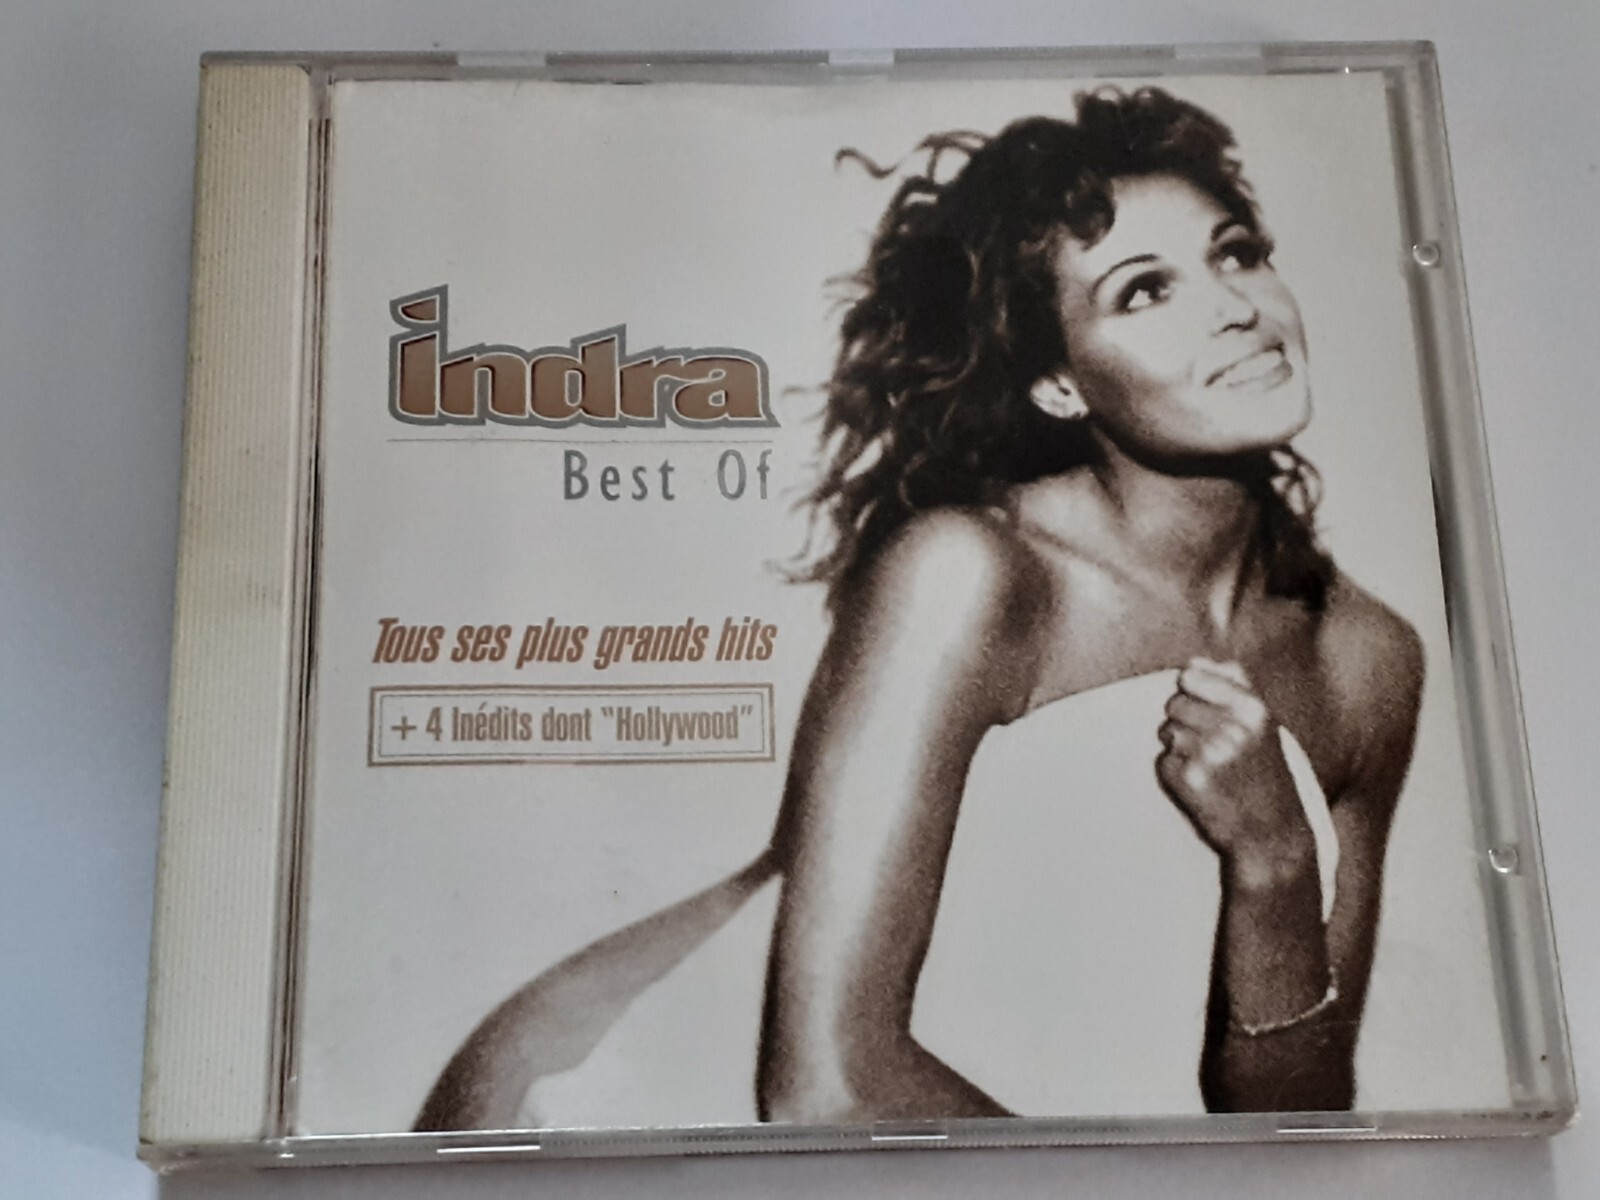 indra
Best Of
Tous ses plus grands hits
+ 4 Inédits dont "Hollywood"